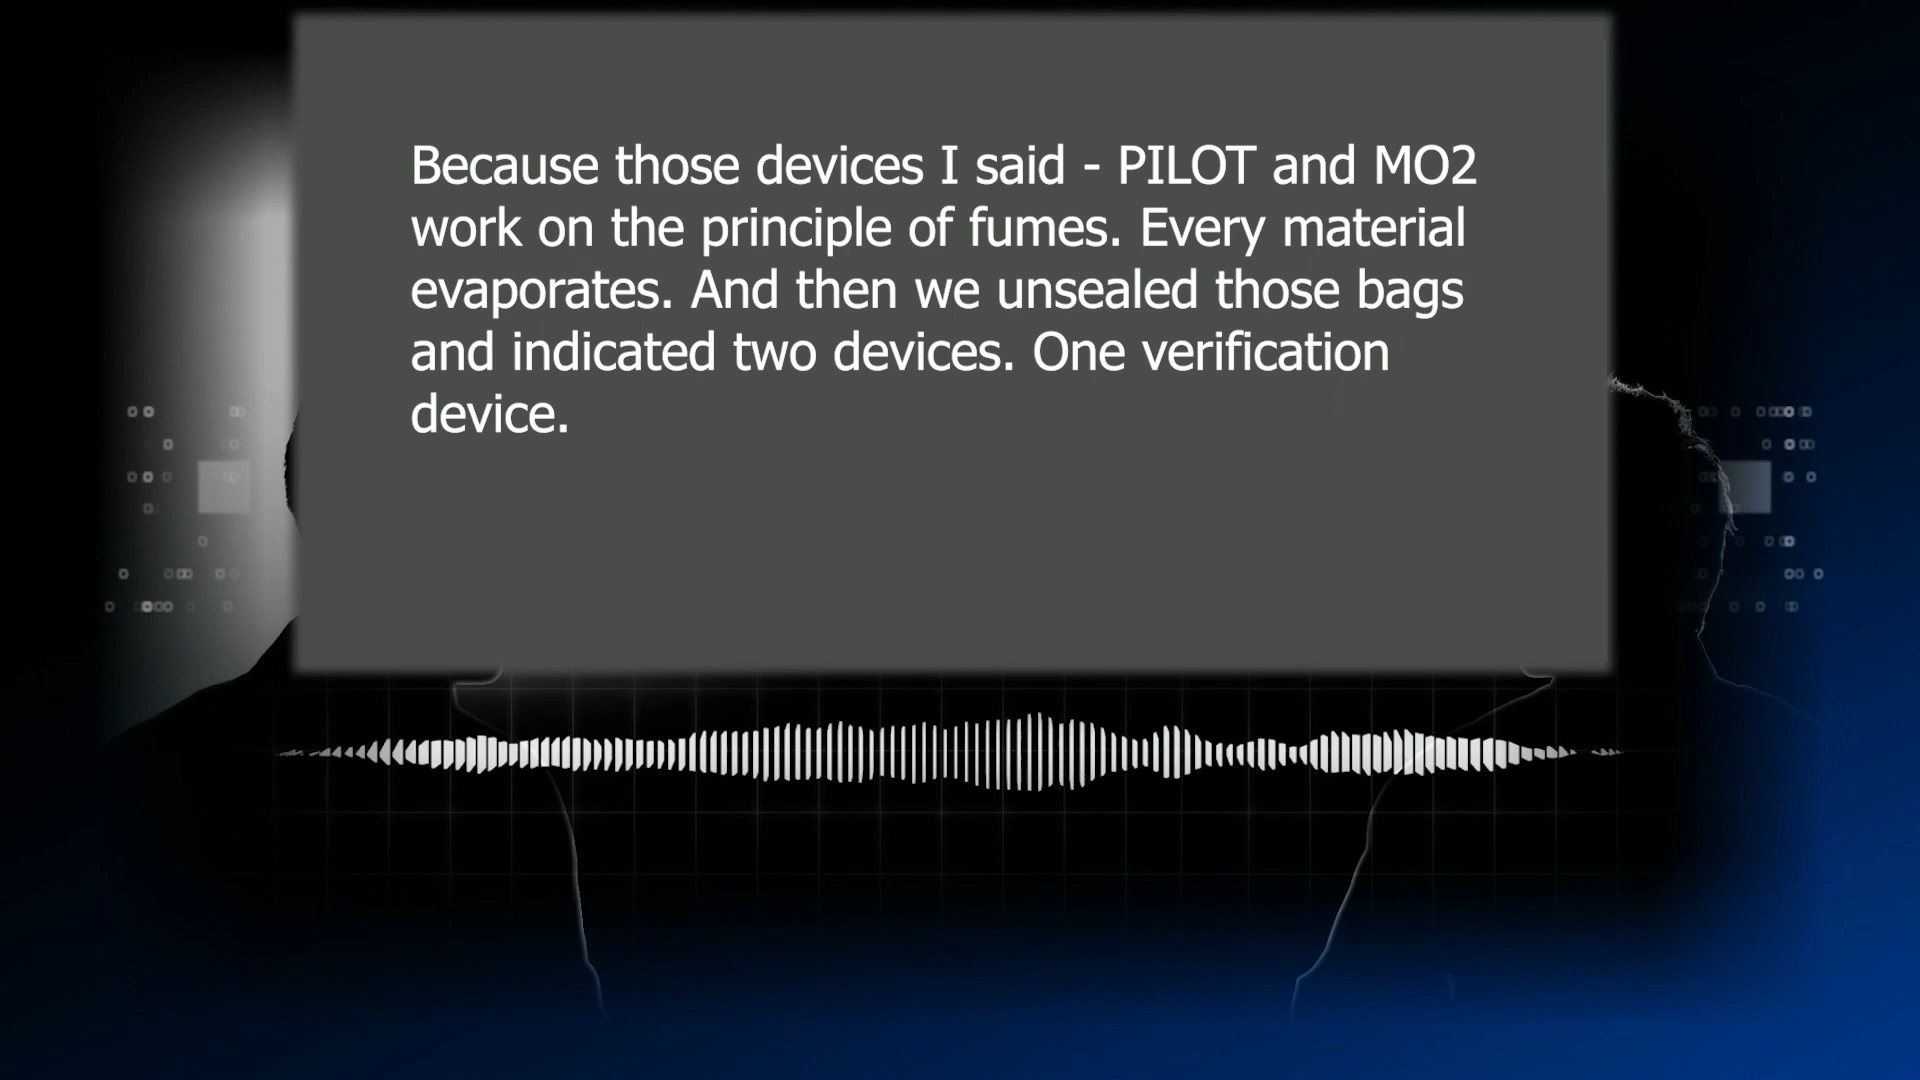 Because those devices I said - PILOT and MO2
work on the principle of fumes. Every material
evaporates. And then we unsealed those bags
and indicated two devices. One verification
device.